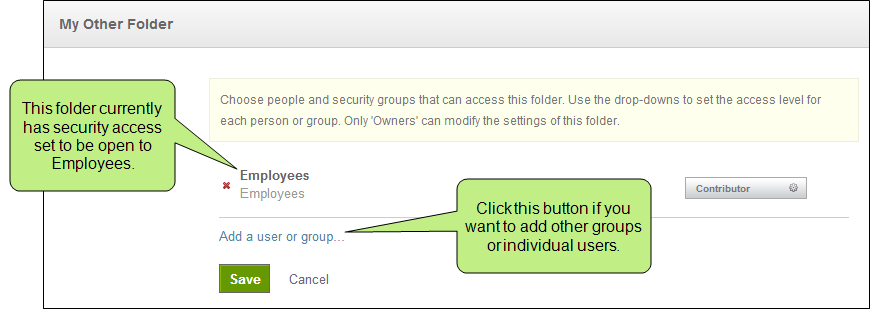 My Other Folder
Choose people and security groups that can access this folder. Use the drop-downs to set the access level for
each person or group. Only 'Owners' can modify the settings of this folder.
This folder currently
has security access
set to be open to
Employees.
Employees
Employees
Contributor
Add a user or group...
Click this button if you
want to add other groups
or individual users.
Save
Cancel